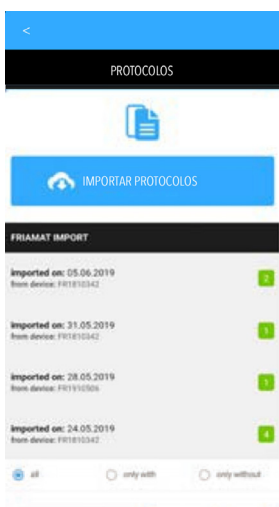 <
PROTOCOLOS
IMPORTAR PROTOCOLOS
FRIAMAT IMPORT
imported on: 05.06.2019
from device: FR1810342
2
imported on: 31.05.2019
from device: FR1810342
1
imported on: 28.05.2019
from device: FR1910506
1
imported on: 24.05.2019
from device: FR1810342
4
all only with only without